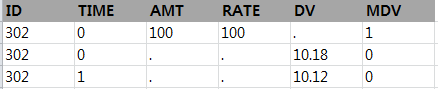 ID TIME AMT RATE DV MDV
302 0 100 100 . 1
302 0 . . 10.18 0
302 1 . . 10.12 0